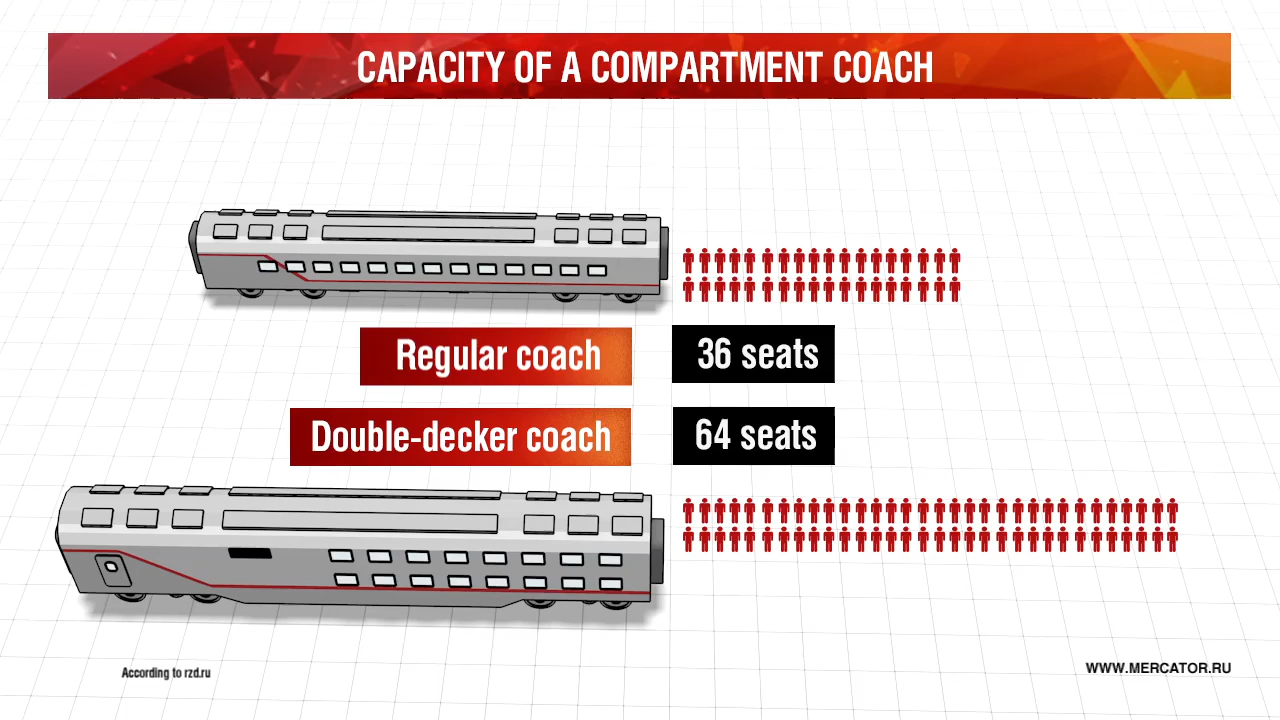 CAPACITY OF A COMPARTMENT COACH
Regular coach
36 seats
Double-decker coach
64 seats
According to rzd.ru
WWW.MERCATOR.RU